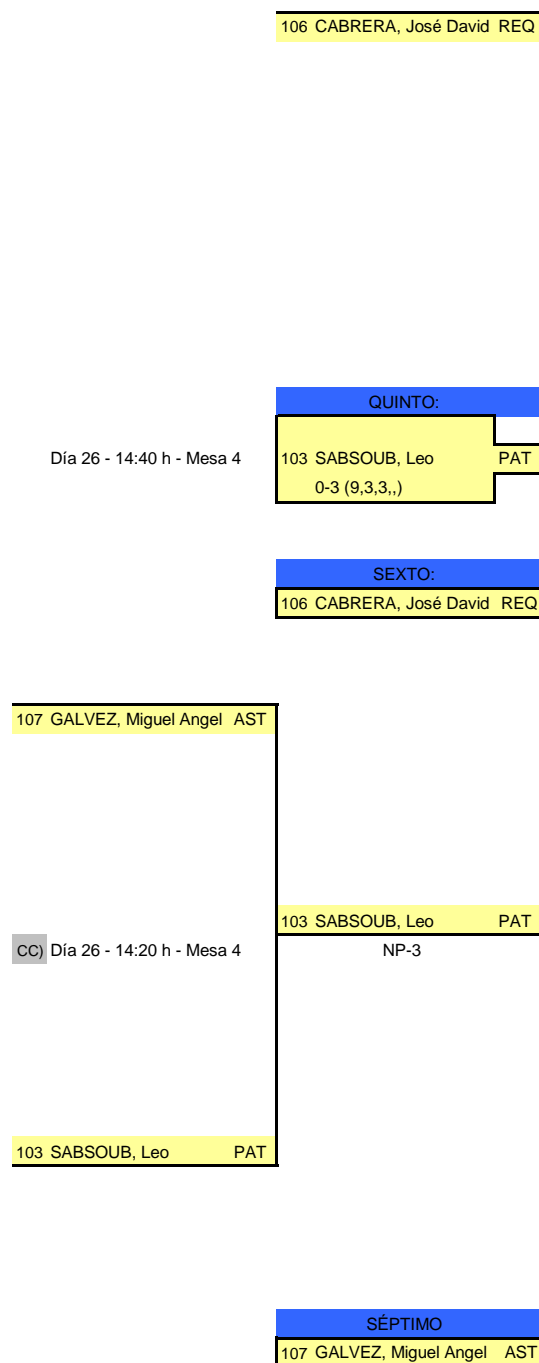 106 CABRERA, José David REQ
QUINTO:
Día 26 - 14:40 h - Mesa 4 103 SABSOUB, Leo PAT
0-3 (9,3,3,,)
SEXTO:
106 CABRERA, José David REQ
107 GALVEZ, Miguel Angel AST
103 SABSOUB, Leo PAT
CC) Día 26 - 14:20 h - Mesa 4 NP-3
103 SABSOUB, Leo PAT
SÉPTIMO
107 GALVEZ, Miguel Angel AST